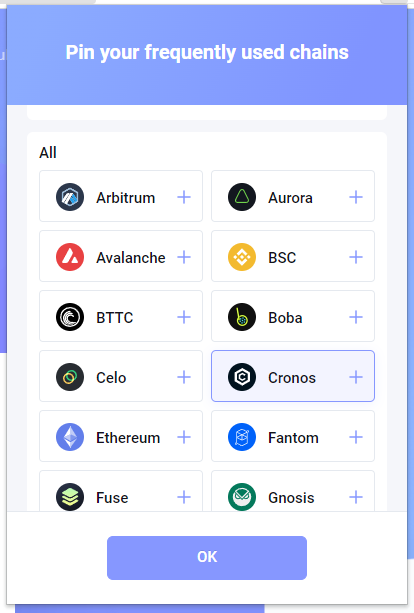 Pin your frequently used chains
All
Arbitrum
Aurora
Avalanche
BSC
BTTC
Boba
Celo
Cronos
Ethereum
Fantom
Fuse
Gnosis
OK